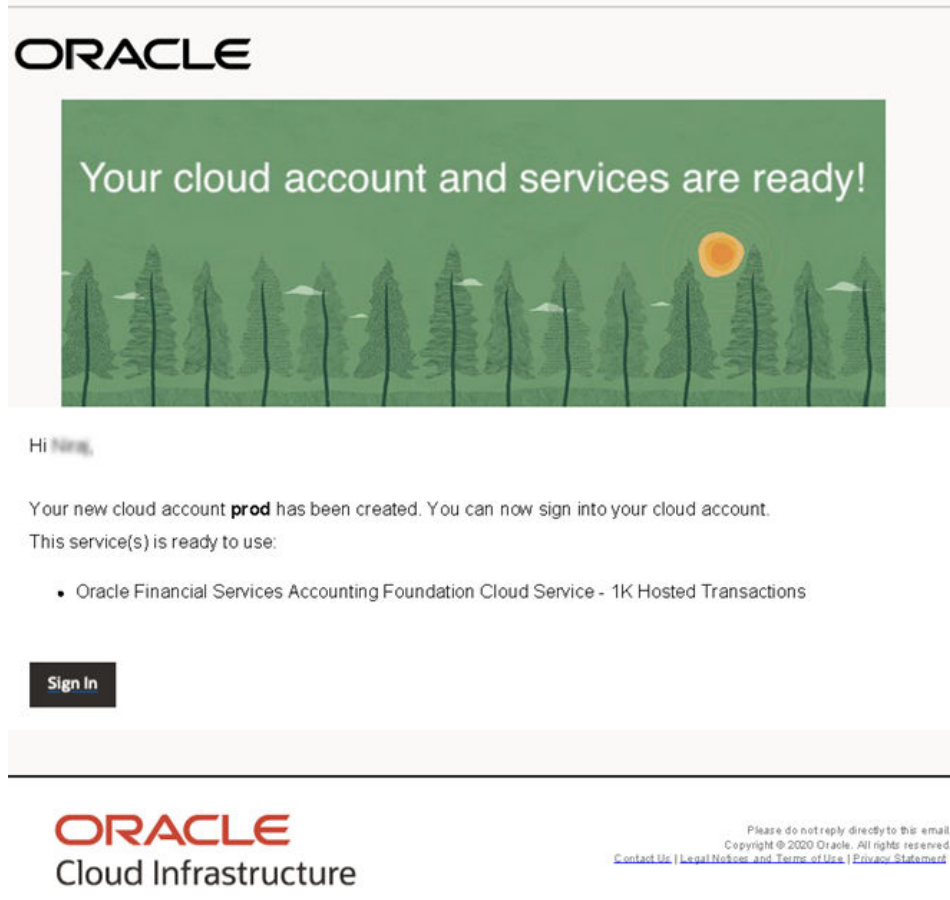 ORACLE
Your cloud account and services are ready!
Hi
Your new cloud account prod has been created. You can now sign into your cloud account.
This service(s) is ready to use:
• Oracle Financial Services Accounting Foundation Cloud Service - 1K Hosted Transactions
Sign In
ORACLE
Cloud Infrastructure
Please do not reply directly to this email.
Copyright © 2020 Oracle. All rights reserved.
Contact Us | Legal Notices and Terms of Use | Privacy Statement